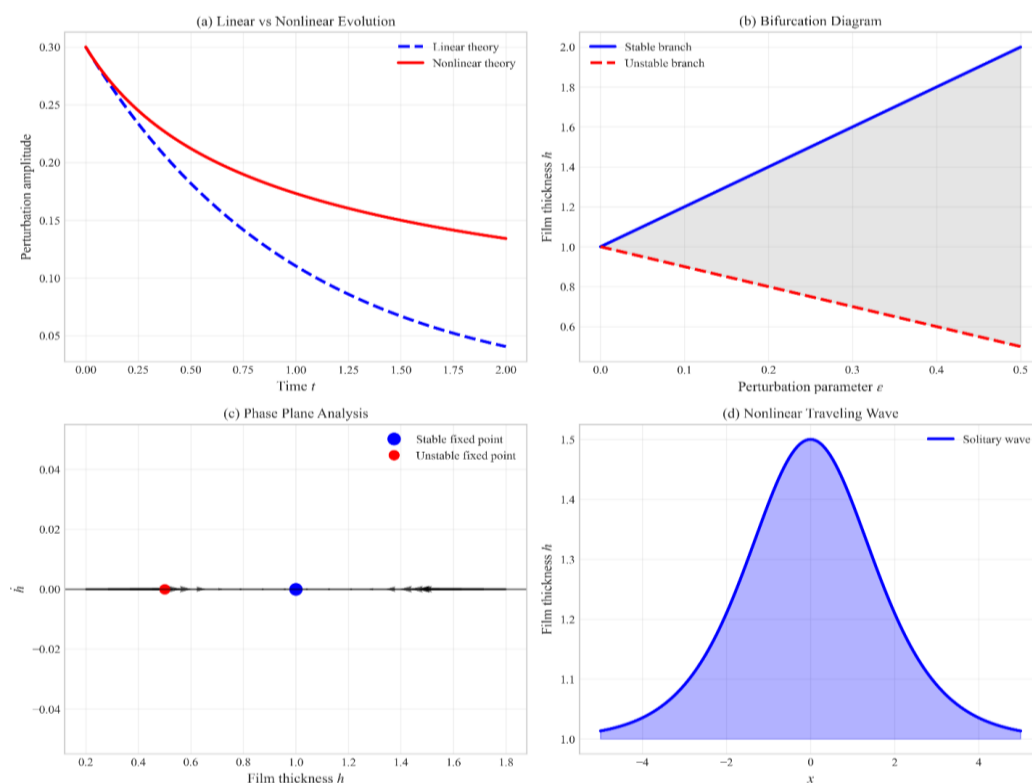 (a) Linear vs Nonlinear Evolution
Linear theory
Nonlinear theory
0.30
0.25
0.20
0.15
0.10
0.05
Perturbation amplitude
0.00 0.25 0.50 0.75 1.00 1.25 1.50 1.75 2.00
Time t
(b) Bifurcation Diagram
Stable branch
Unstable branch
2.0
1.8
1.6
1.4
1.2
1.0
0.8
0.6
Film thickness h
0.0 0.1 0.2 0.3 0.4 0.5
Perturbation parameter ε
(c) Phase Plane Analysis
Stable fixed point
Unstable fixed point
0.04
0.02
0.00
−0.02
−0.04
ḣ
0.2 0.4 0.6 0.8 1.0 1.2 1.4 1.6 1.8
Film thickness h
(d) Nonlinear Traveling Wave
Solitary wave
1.5
1.4
1.3
1.2
1.1
1.0
Film thickness h
−4 −2 0 2 4
x